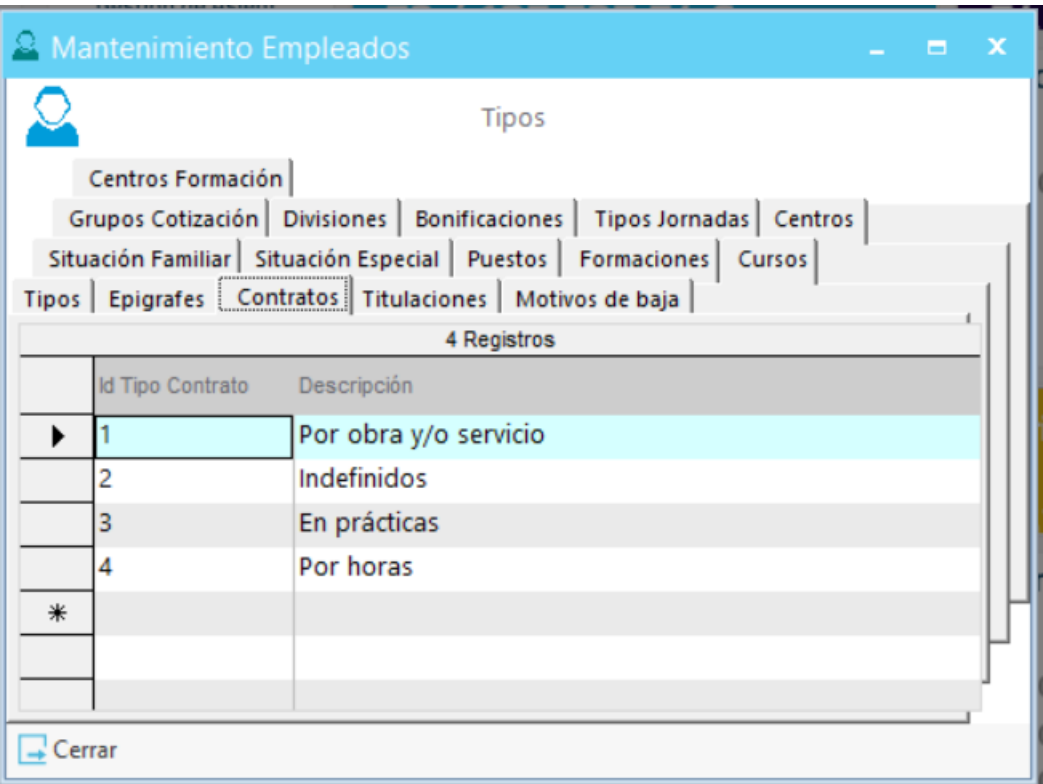 Mantenimiento Empleados
Tipos
Centros Formación
Grupos Cotización Divisiones Bonificaciones Tipos Jornadas Centros
Situación Familiar Situación Especial Puestos Formaciones Cursos
Tipos Epigrafes Contratos Titulaciones Motivos de baja
4 Registros
Id Tipo Contrato Descripción
1 Por obra y/o servicio
2 Indefinidos
3 En prácticas
4 Por horas
Cerrar